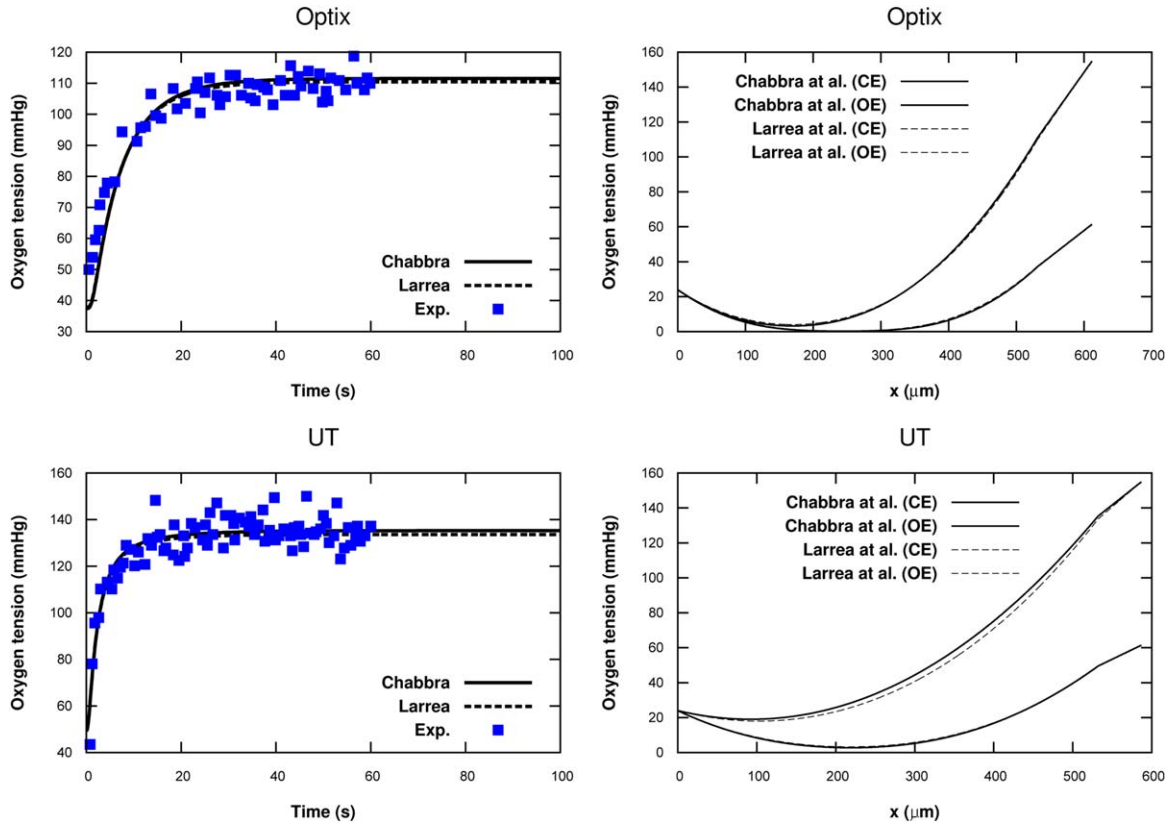 Optix
Oxygen tension (mmHg)
120
110
100
90
80
70
60
50
40
30
Chabbra
Larrea
Exp.
0 20 40 60 80 100
Time (s)
Optix
Oxygen tension (mmHg)
160
140
120
100
80
60
40
20
0
Chabbra at al. (CE)
Chabbra at al. (OE)
Larrea at al. (CE)
Larrea at al. (OE)
0 100 200 300 400 500 600 700
x (μm)
UT
Oxygen tension (mmHg)
160
140
120
100
80
60
40
Chabbra
Larrea
Exp.
0 20 40 60 80 100
Time (s)
UT
Oxygen tension (mmHg)
160
140
120
100
80
60
40
20
0
Chabbra at al. (CE)
Chabbra at al. (OE)
Larrea at al. (CE)
Larrea at al. (OE)
0 100 200 300 400 500 600
x (μm)